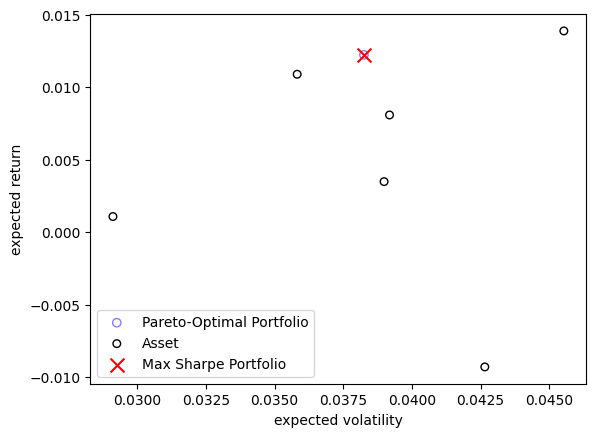 0.015
0.010
0.005
0.000
−0.005
−0.010
expected return
Pareto-Optimal Portfolio
Asset
Max Sharpe Portfolio
0.0300 0.0325 0.0350 0.0375 0.0400 0.0425 0.0450
expected volatility